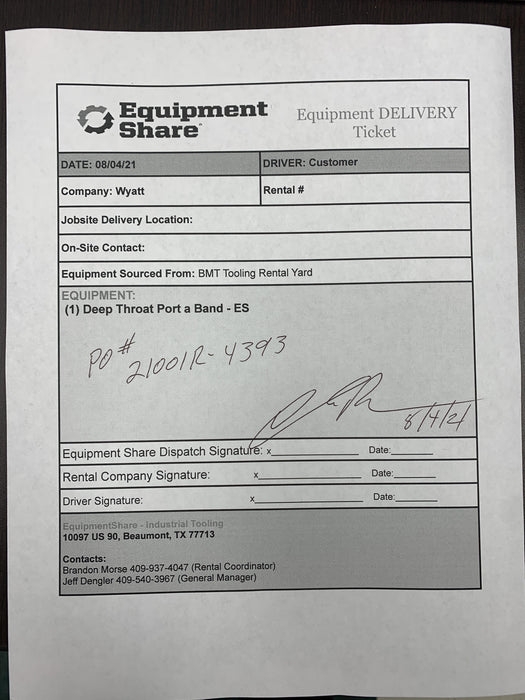 Equipment
Share
Equipment DELIVERY
Ticket
DATE: 08/04/21
DRIVER: Customer
Company: Wyatt
Rental #
Jobsite Delivery Location:
On-Site Contact:
Equipment Sourced From: BMT Tooling Rental Yard
EQUIPMENT:
(1) Deep Throat Port a Band - ES
PO#
21001R-4393
8/4/21
Equipment Share Dispatch Signature: x Date:
Rental Company Signature: x Date:
Driver Signature: x Date:
EquipmentShare - Industrial Tooling
10097 US 90, Beaumont, TX 77713
Contacts:
Brandon Morse 409-937-4047 (Rental Coordinator)
Jeff Dengler 409-540-3967 (General Manager)